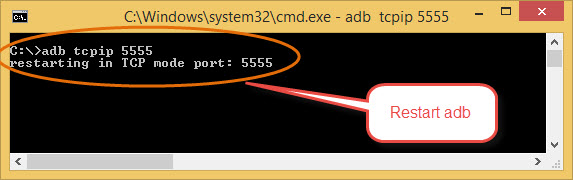 C:\Windows\system32\cmd.exe - adb  tcpip 5555
C:\>adb tcpip 5555
restarting in TCP mode port: 5555
Restart adb